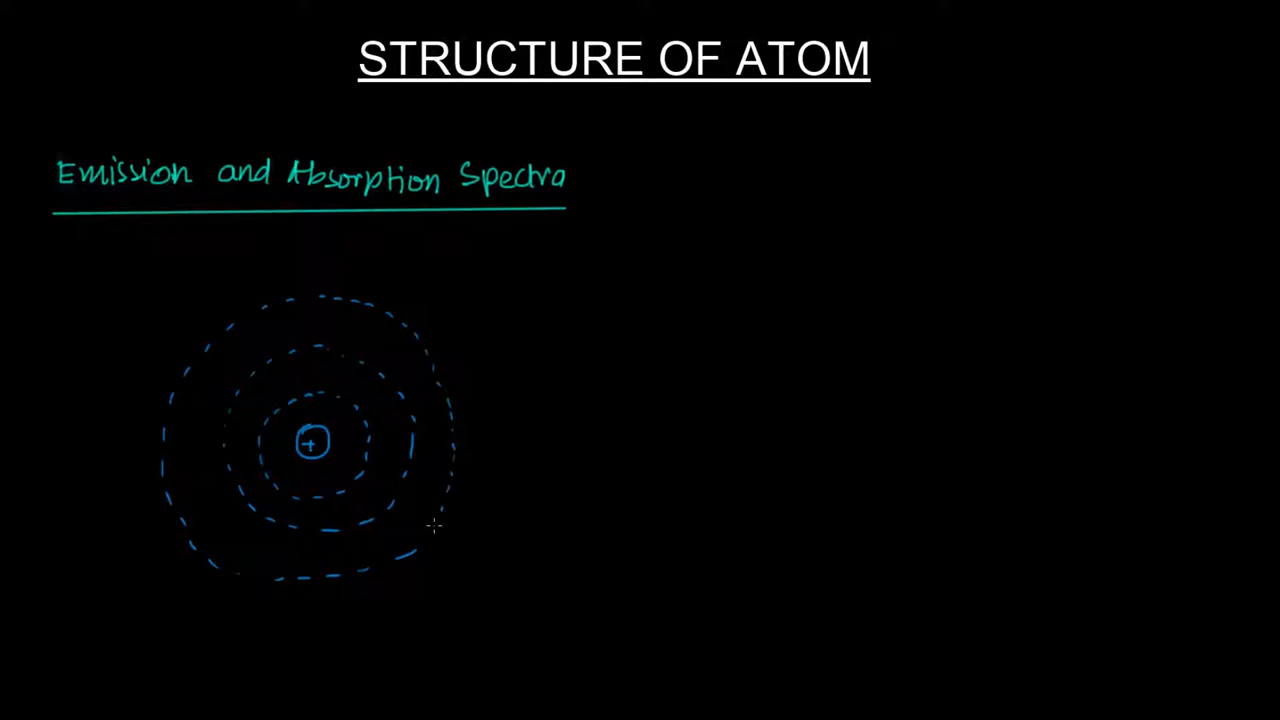 STRUCTURE OF ATOM
Emission and Absorption Spectra
+